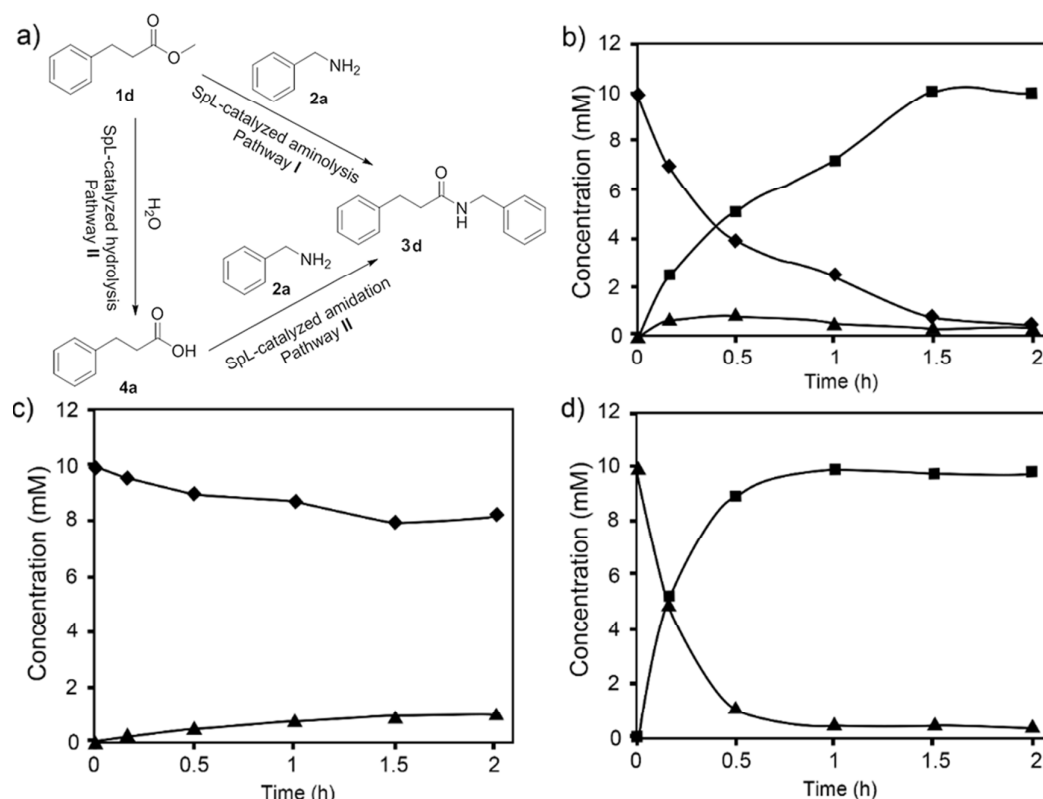 a)
O
O
1d
NH2
2a
SpL-catalyzed aminolysis
Pathway I
SpL-catalyzed hydrolysis
Pathway II
H2O
O
N
H
3d
NH2
2a
SpL-catalyzed amidation
Pathway II
O
OH
4a
b)
Concentration (mM)
12
10
8
6
4
2
0
0 0.5 1 1.5 2
Time (h)
c)
Concentration (mM)
12
10
8
6
4
2
0
0 0.5 1 1.5 2
Time (h)
d)
Concentration (mM)
12
10
8
6
4
2
0
0 0.5 1 1.5 2
Time (h)